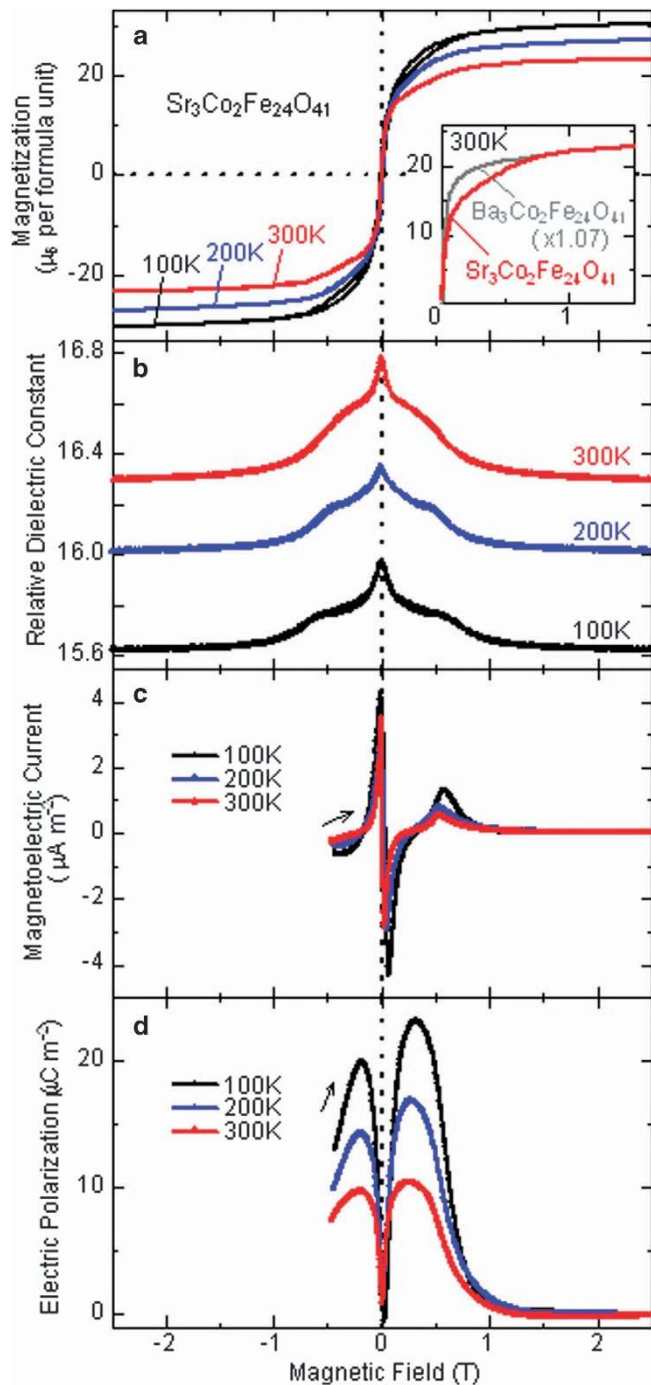 a
20
0
-20
Magnetization
(μB per formula unit)
Sr3Co2Fe24O41
100K
200K
300K
300K
20
10
Ba3Co2Fe24O41
(x1.07)
Sr3Co2Fe24O41
0
1
b
16.8
16.4
16.0
15.6
Relative Dielectric Constant
300K
200K
100K
c
4
2
0
-2
-4
Magnetoelectric Current
( μA m-2)
100K
200K
300K
d
20
10
0
Electric Polarization (μC m-2)
100K
200K
300K
-2
-1
0
1
2
Magnetic Field (T)